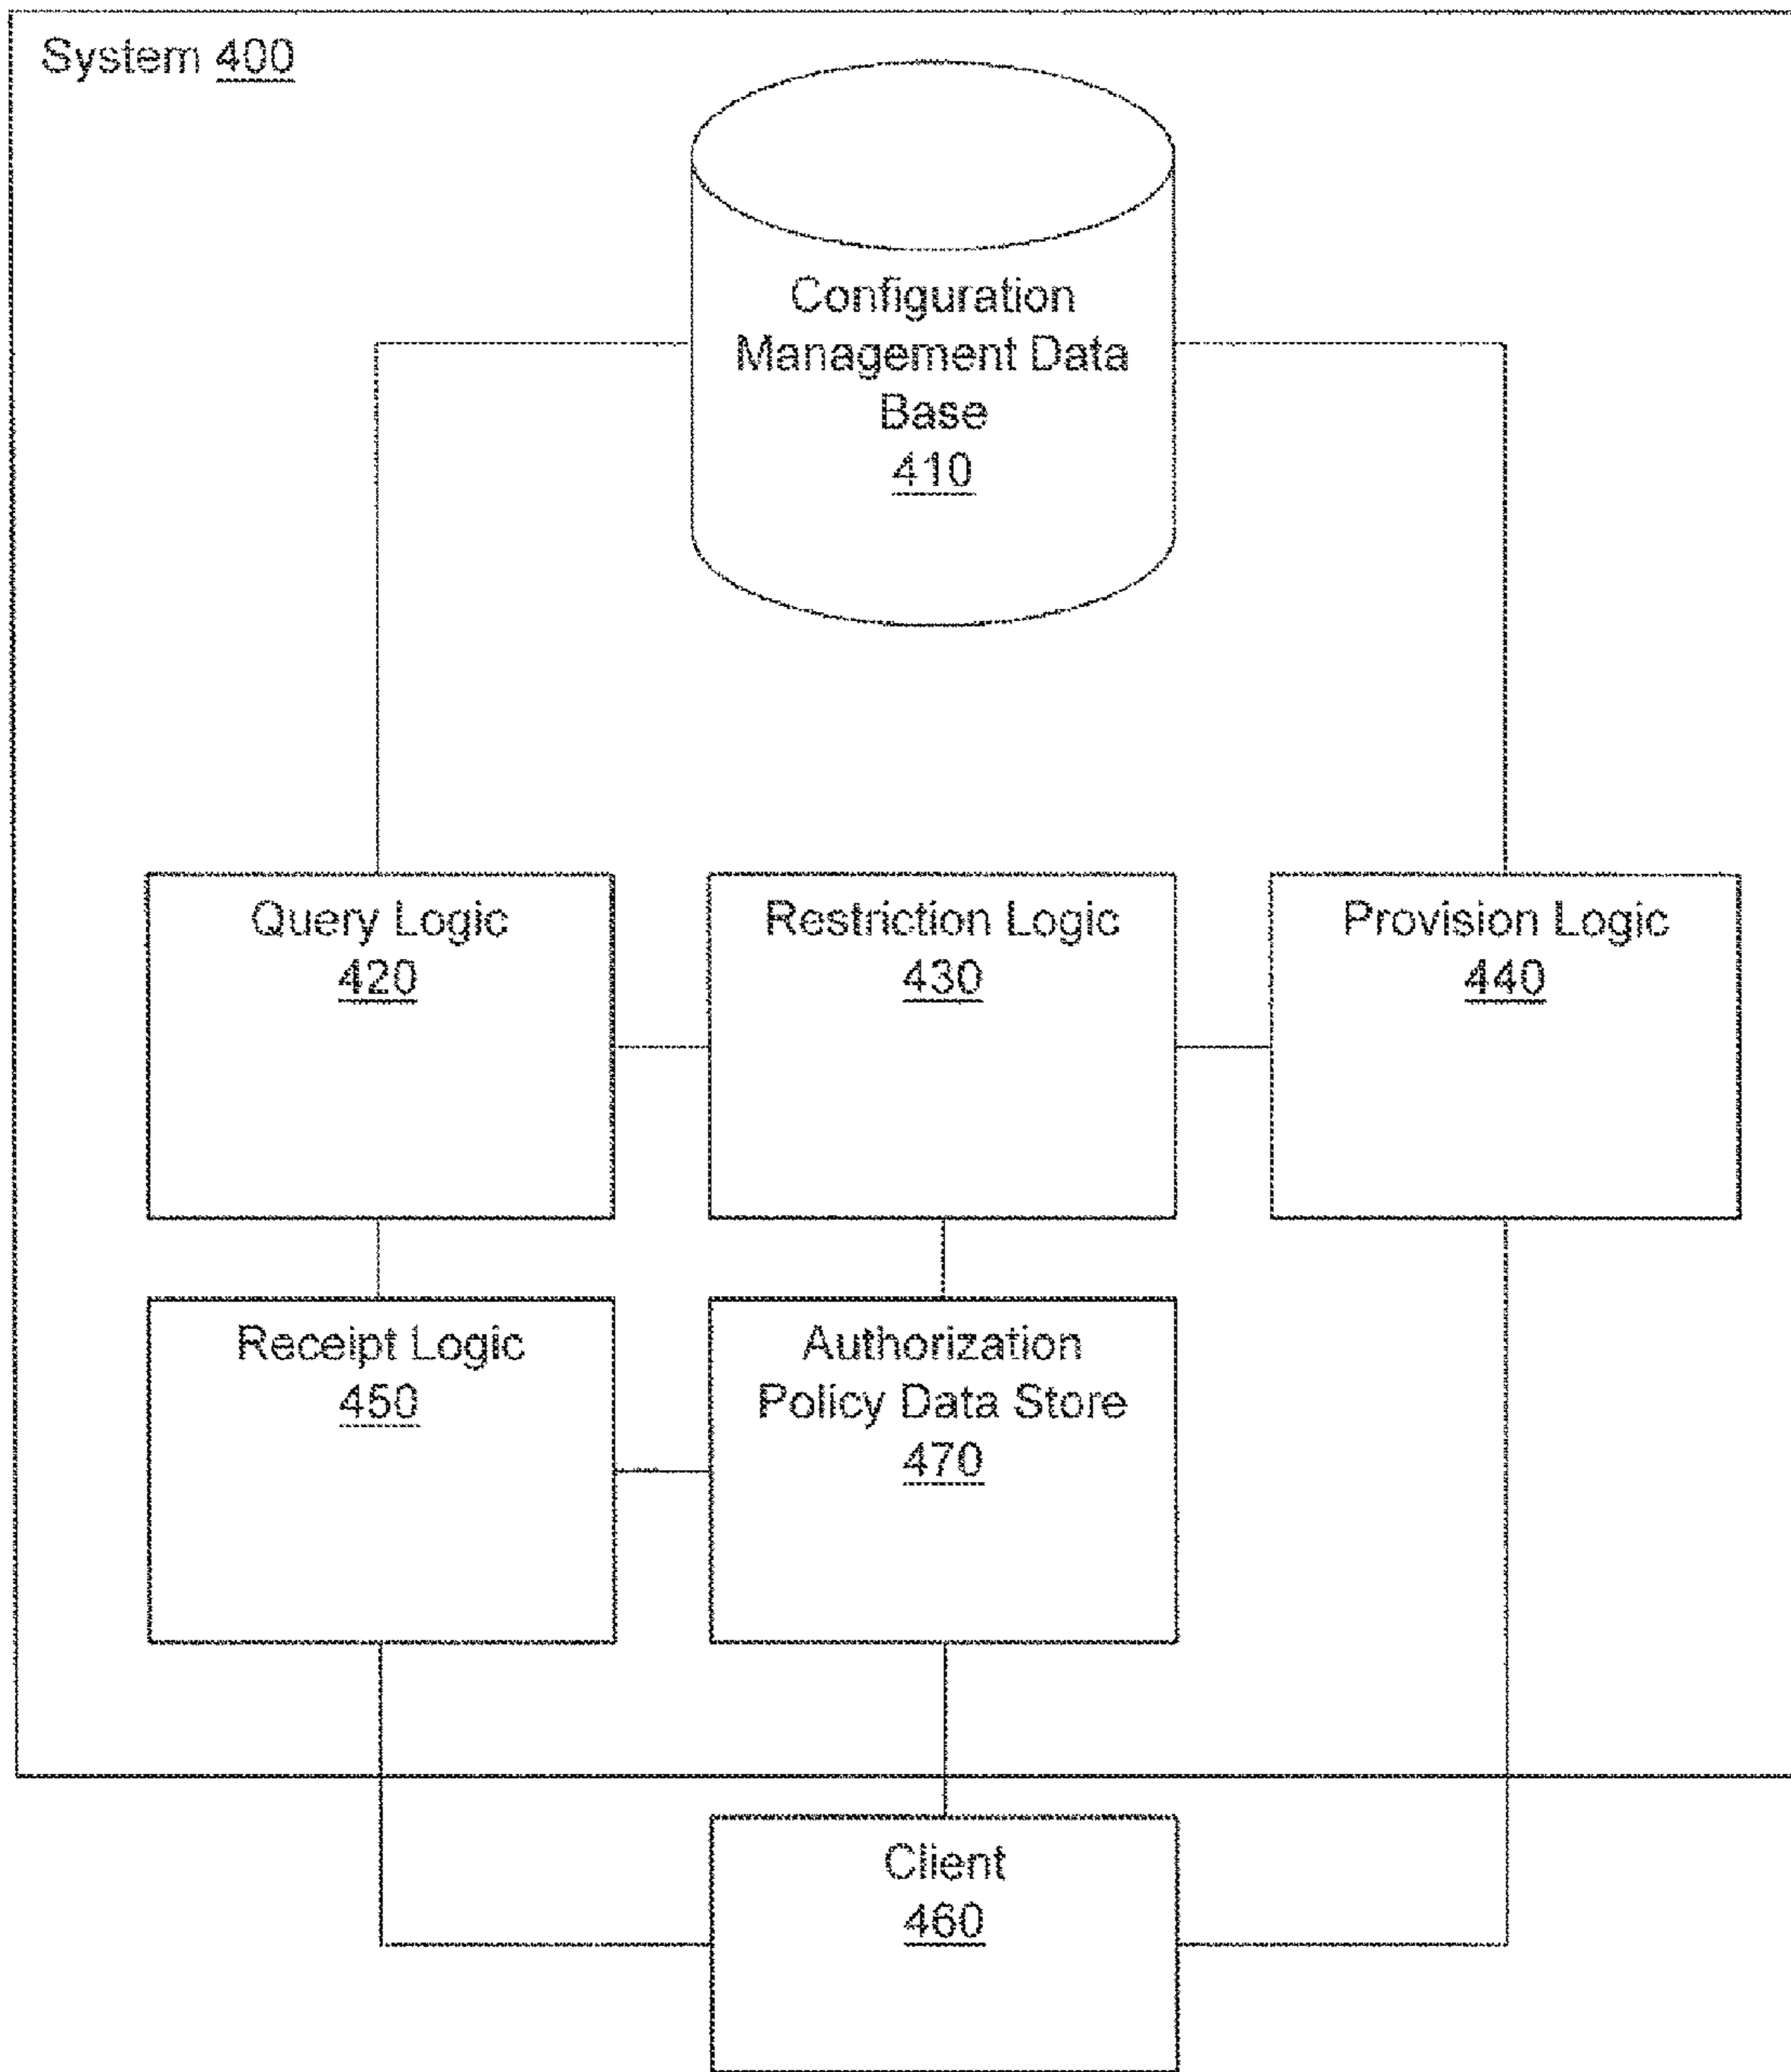 System 400
Configuration
Management Data
Base
410
Query Logic
420
Restriction Logic
430
Provision Logic
440
Receipt Logic
450
Authorization
Policy Data Store
470
Client
460